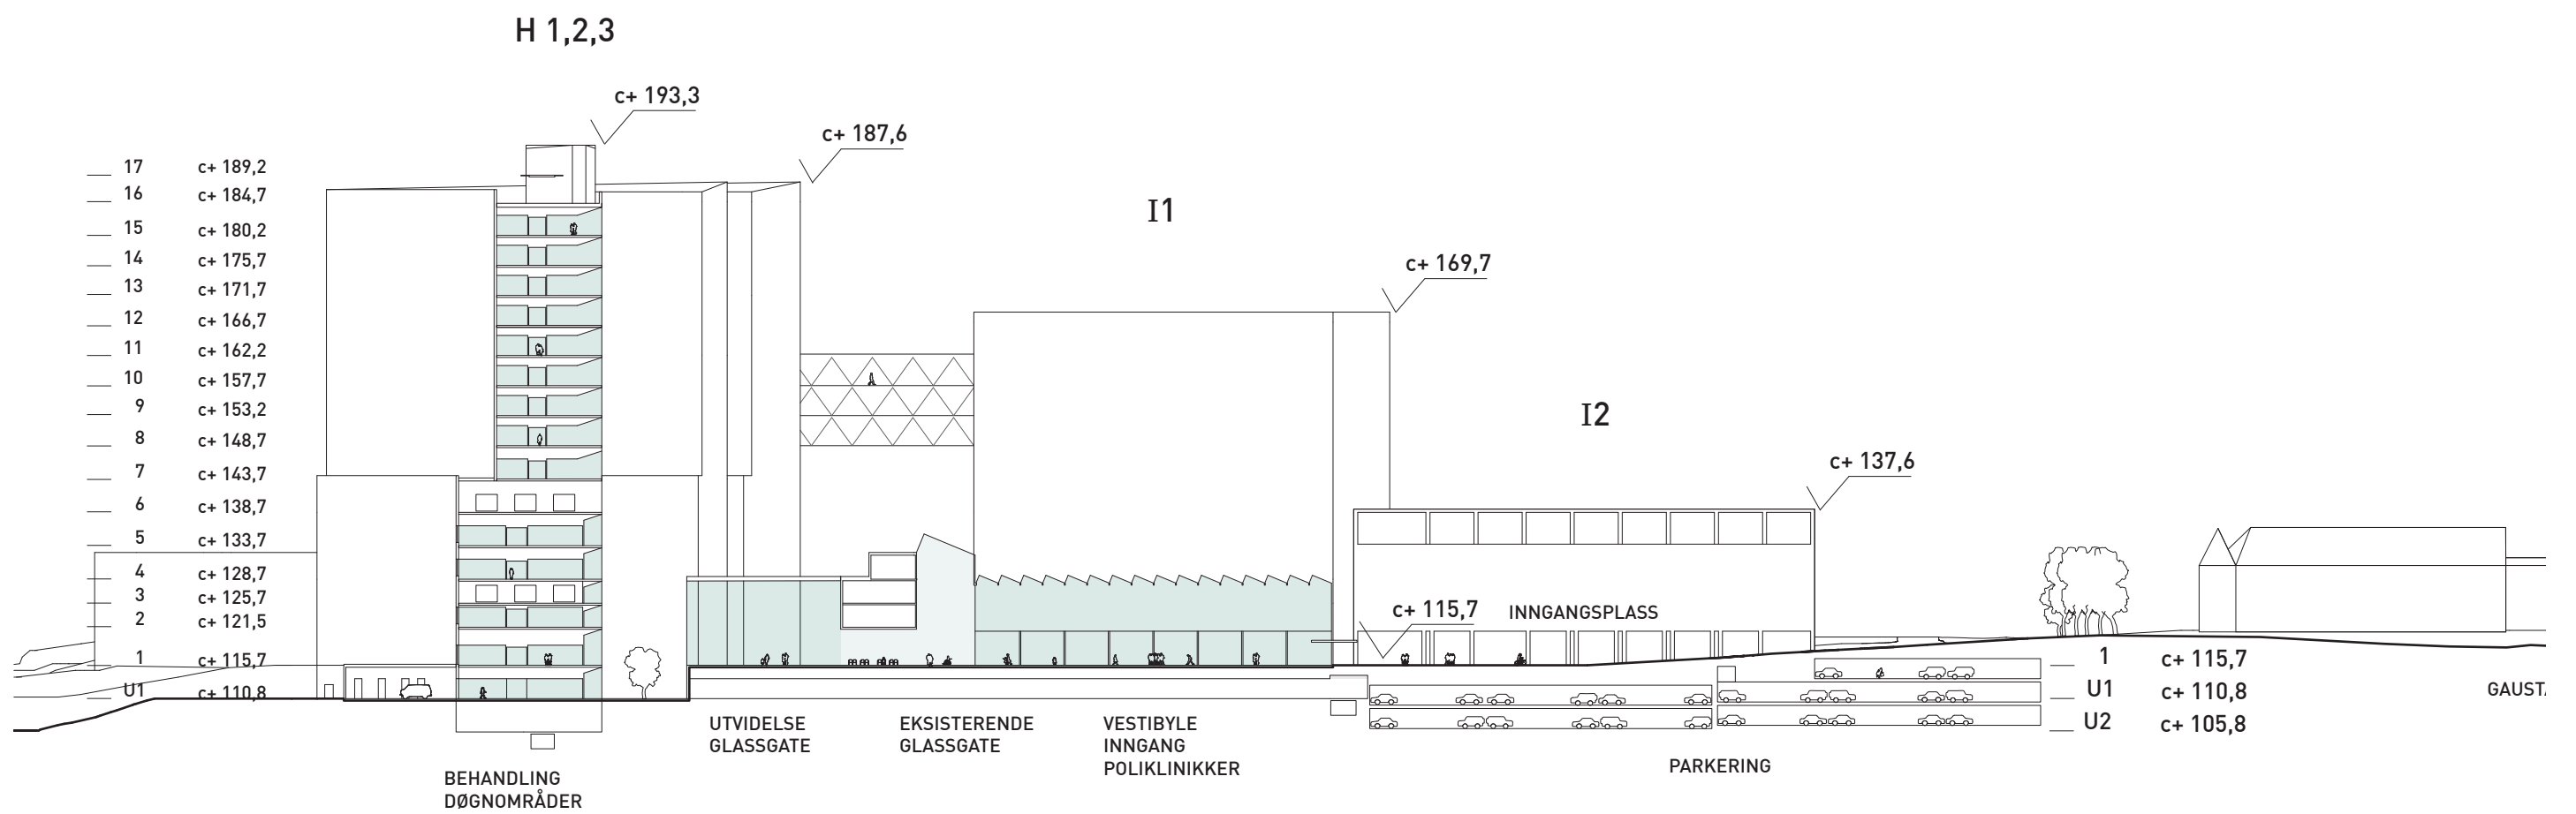 H 1,2,3
c+ 193,3
c+ 187,6
I1
c+ 169,7
I2
c+ 137,6
17 c+ 189,2
16 c+ 184,7
15 c+ 180,2
14 c+ 175,7
13 c+ 171,7
12 c+ 166,7
11 c+ 162,2
10 c+ 157,7
9 c+ 153,2
8 c+ 148,7
7 c+ 143,7
6 c+ 138,7
5 c+ 133,7
4 c+ 128,7
3 c+ 125,7
2 c+ 121,5
1 c+ 115,7
U1 c+ 110,8
c+ 115,7
INNGANGSPLASS
1 c+ 115,7
U1 c+ 110,8
U2 c+ 105,8
UTVIDELSE
GLASSGATE
EKSISTERENDE
GLASSGATE
VESTIBYLE
INNGANG
POLIKLINIKKER
PARKERING
BEHANDLING
DØGNOMRÅDER